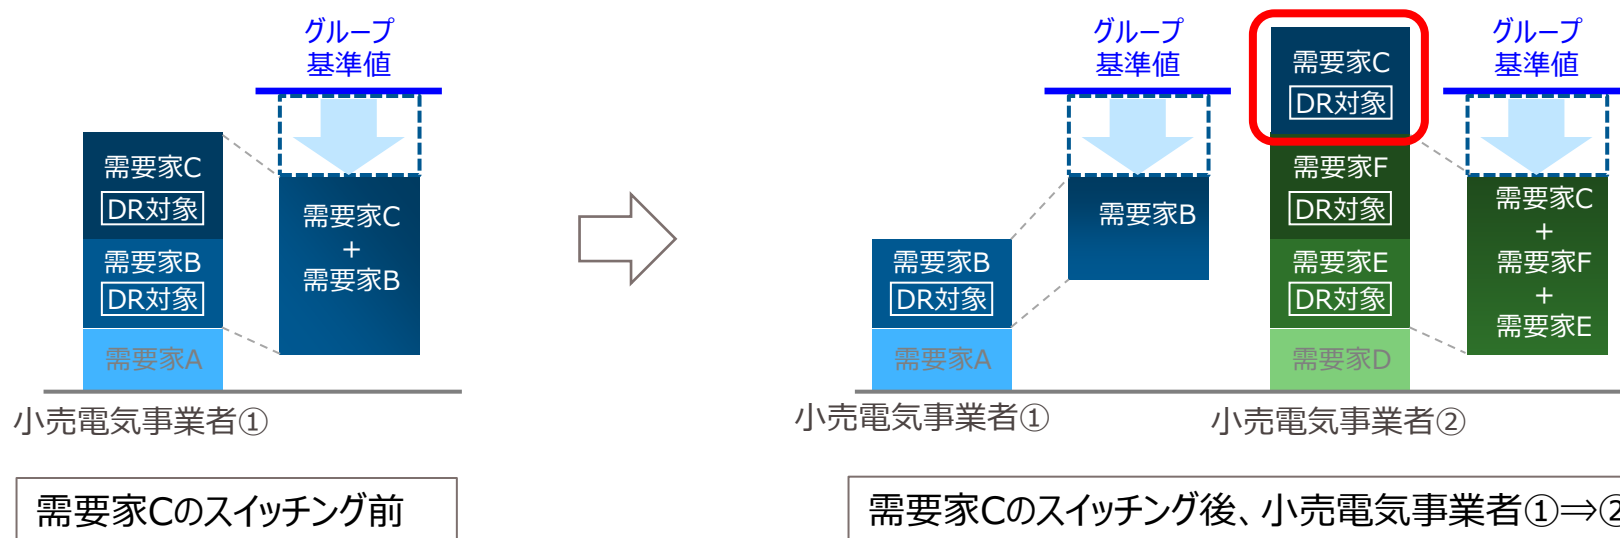 グループ
基準値
需要家C
DR対象
需要家B
DR対象
需要家A
需要家C
+
需要家B
小売電気事業者①
需要家Cのスイッチング前
グループ
基準値
需要家B
需要家B
DR対象
需要家A
小売電気事業者①
需要家C
DR対象
需要家F
DR対象
需要家E
DR対象
需要家D
小売電気事業者②
グループ
基準値
需要家C
+
需要家F
+
需要家E
需要家Cのスイッチング後、小売電気事業者①⇒②